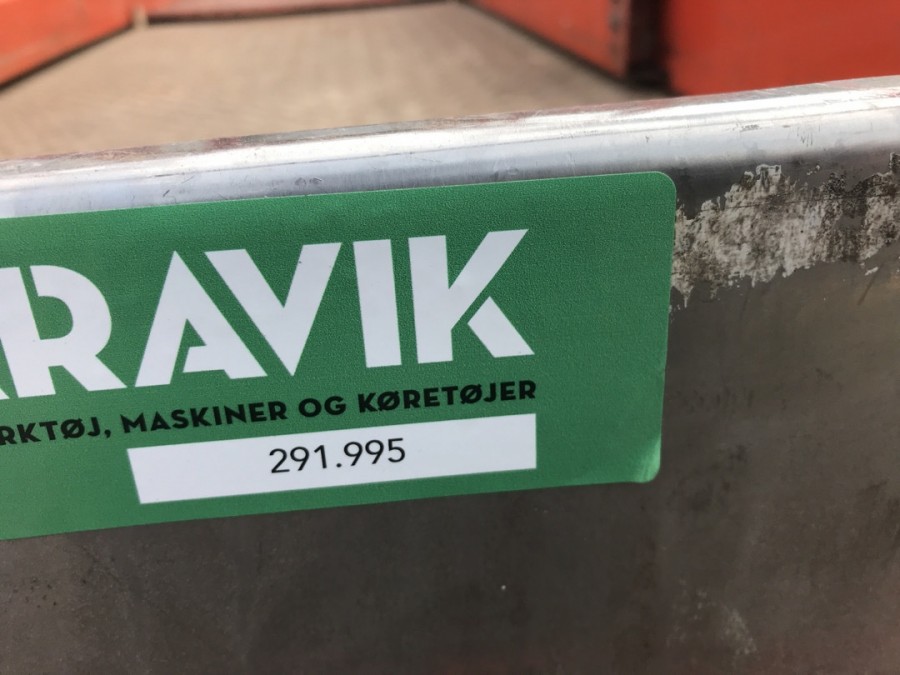 RAVIK
RKTØJ, MASKINER OG KØRETØJER
291.995